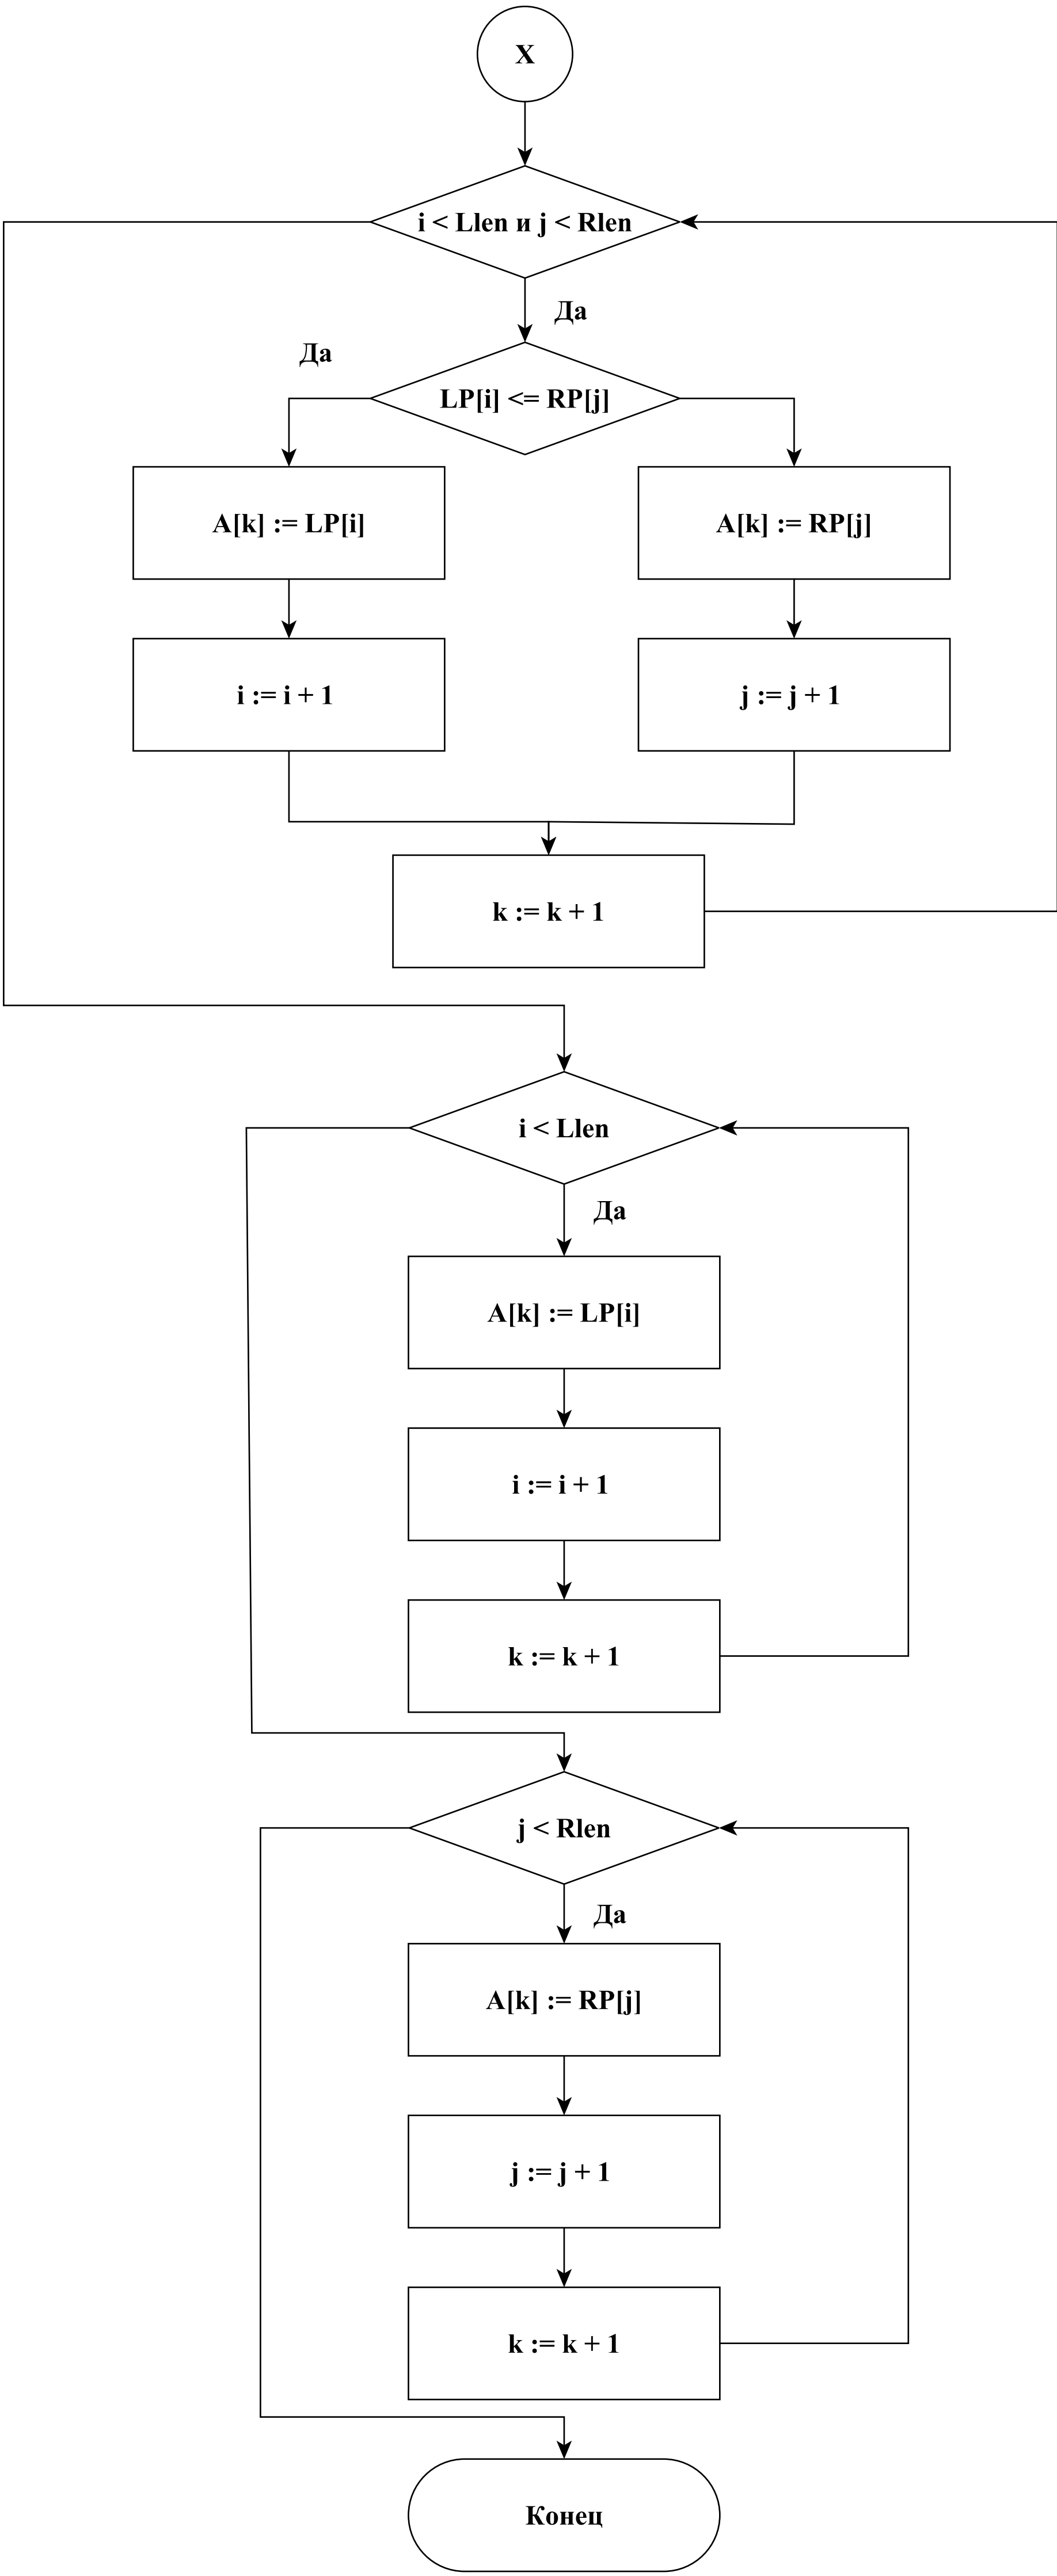 X
i < Llen и j < Rlen
Да
Да
LP[i] <= RP[j]
A[k] := LP[i]
A[k] := RP[j]
i := i + 1
j := j + 1
k := k + 1
i < Llen
Да
A[k] := LP[i]
i := i + 1
k := k + 1
j < Rlen
Да
A[k] := RP[j]
j := j + 1
k := k + 1
Конец